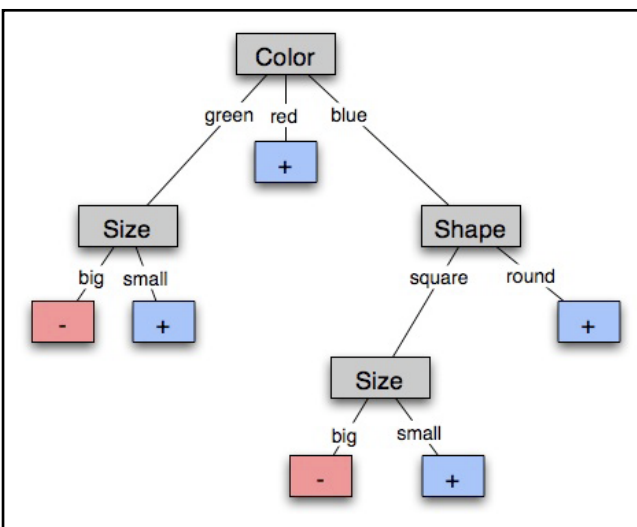 Color
green red blue
+
Size Shape
big small square round
- + +
Size
big small
- +